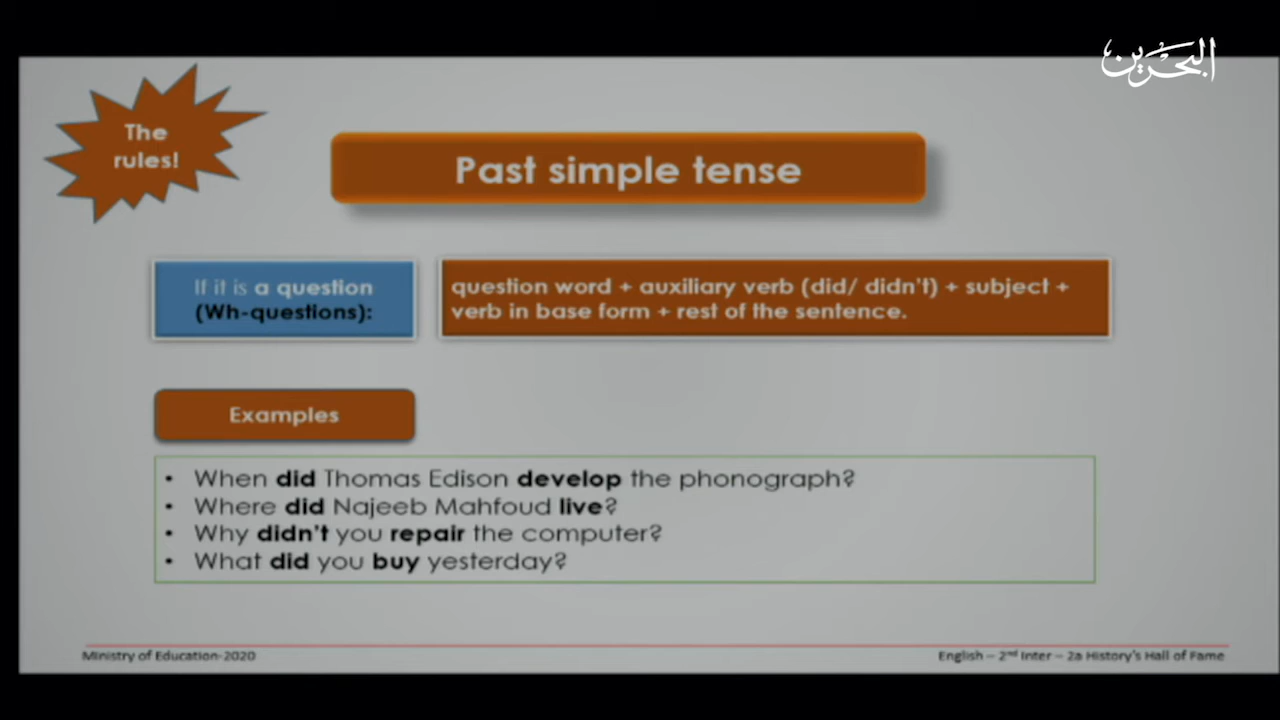 البحرين
The
rules!
Past simple tense
If it is a question
(Wh-questions):
question word + auxiliary verb (did/ didn't) + subject +
verb in base form + rest of the sentence.
Examples
• When did Thomas Edison develop the phonograph?
• Where did Najeeb Mahfoud live?
• Why didn't you repair the computer?
• What did you buy yesterday?
Ministry of Education-2020
English – 2nd Inter – 2a History's Hall of Fame